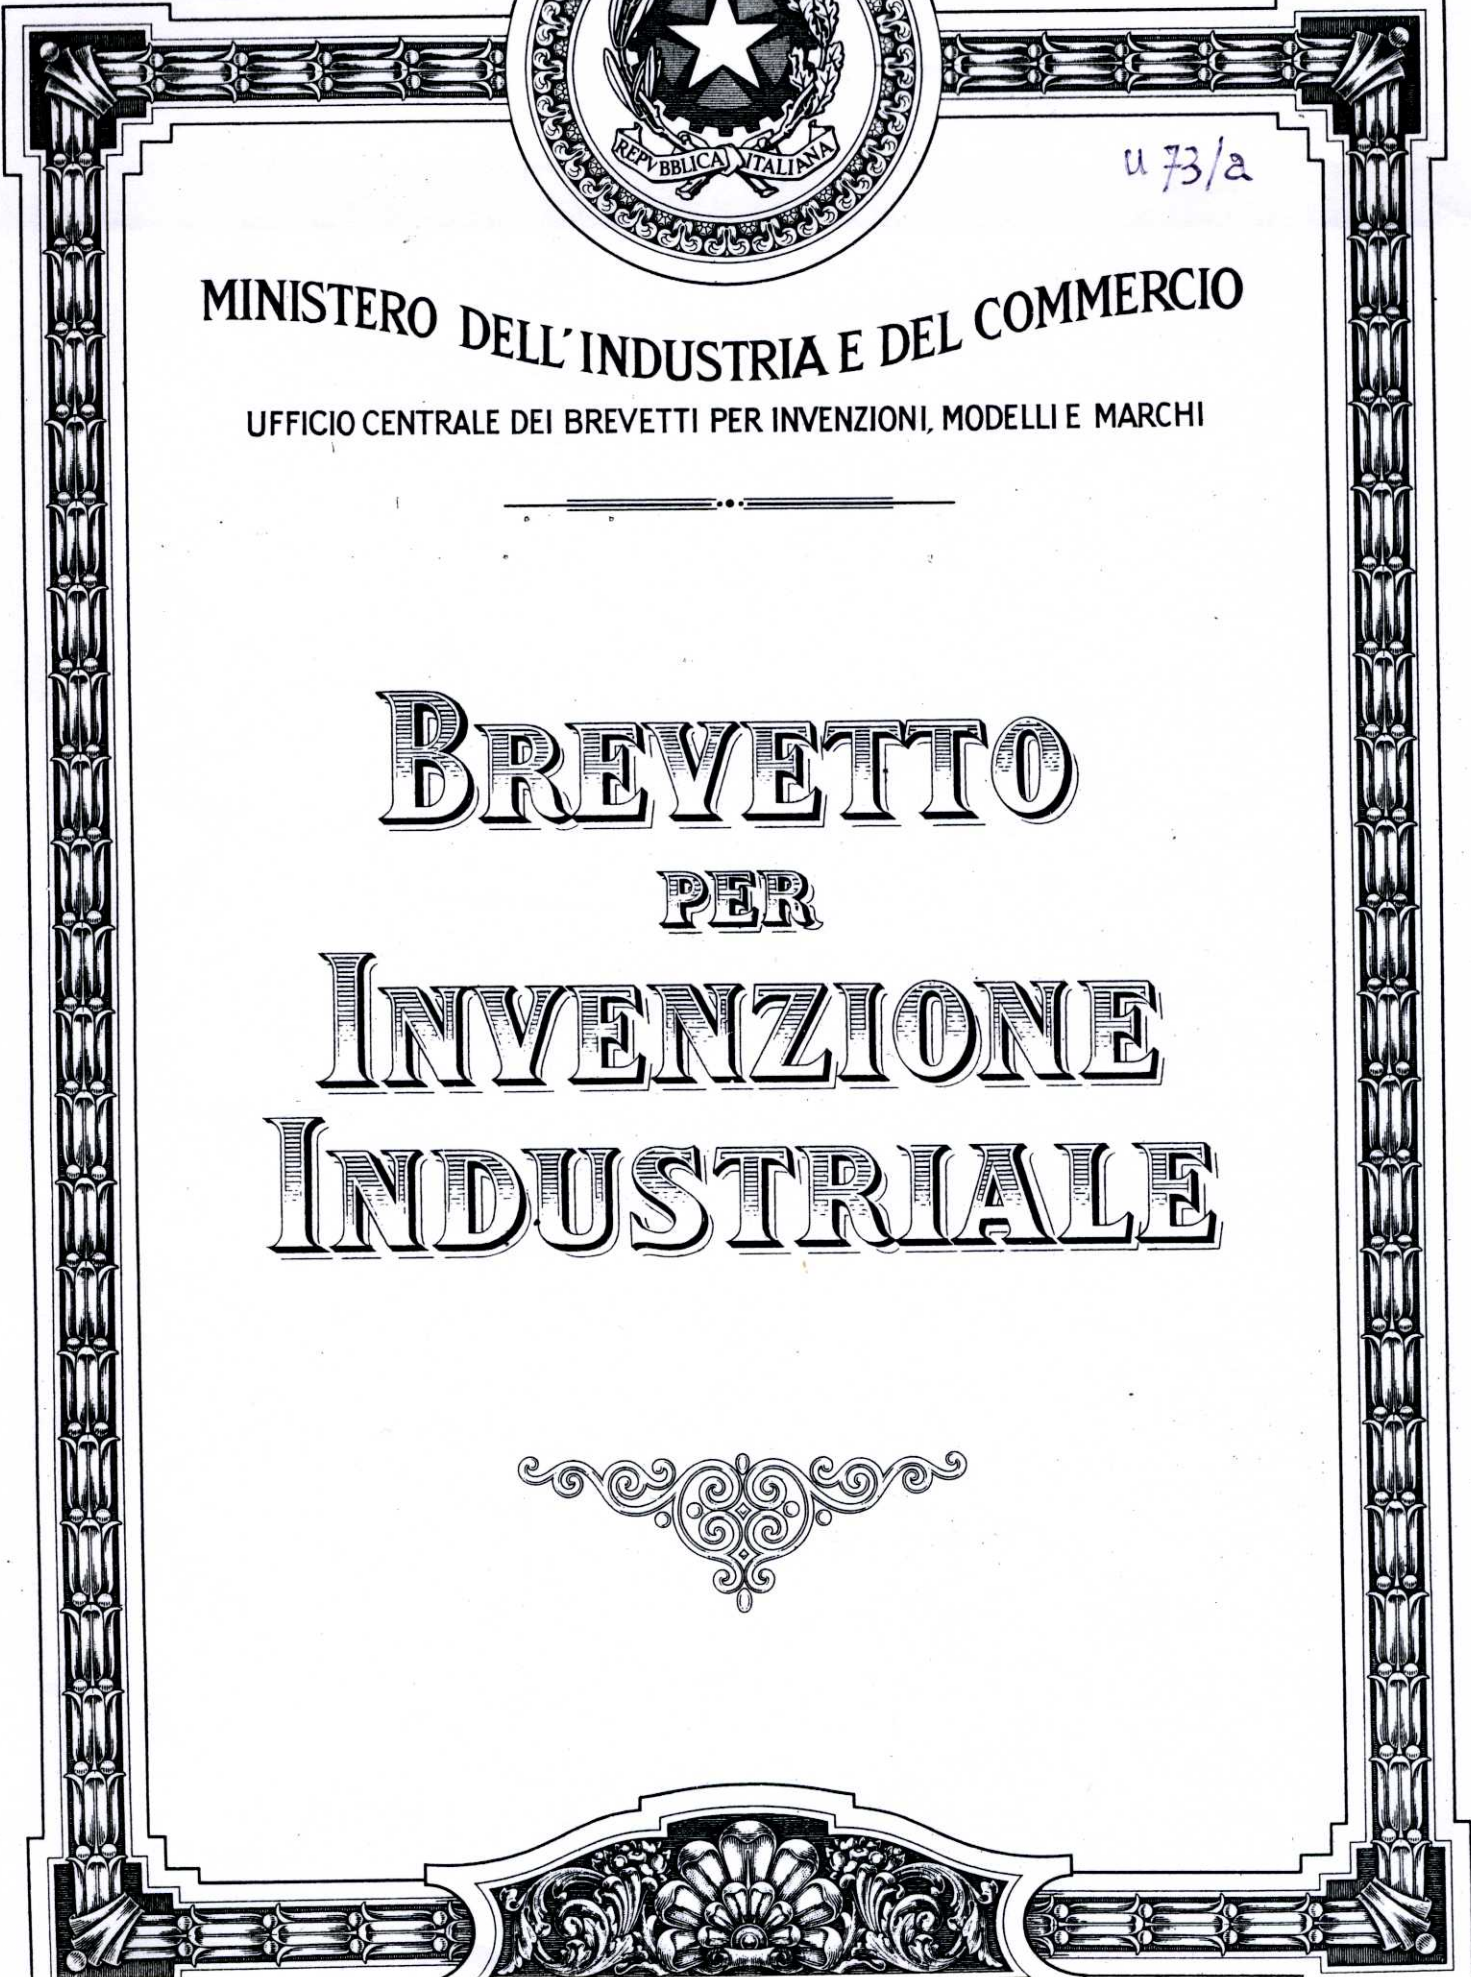 REPVBBLICA ITALIANA
u 73/a
MINISTERO DELL'INDUSTRIA E DEL COMMERCIO
UFFICIO CENTRALE DEI BREVETTI PER INVENZIONI, MODELLI E MARCHI
BREVETTO
PER
INVENZIONE
INDUSTRIALE